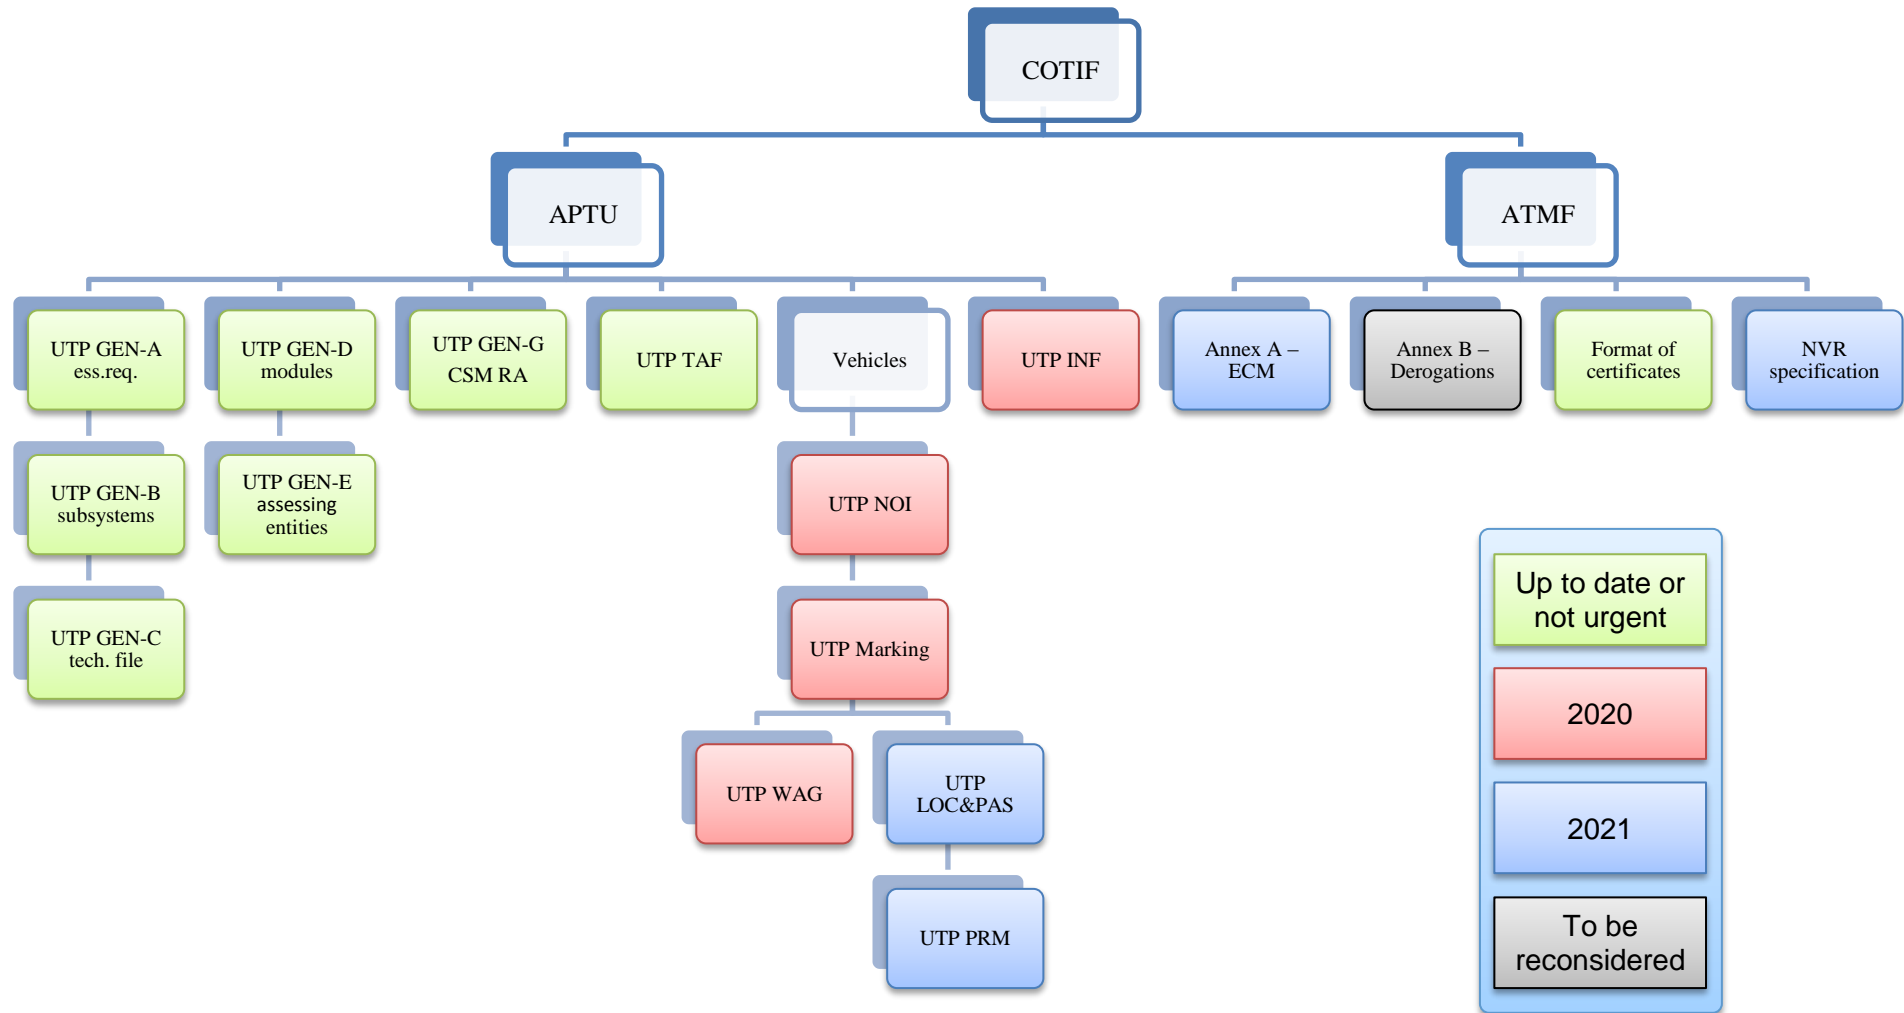 COTIF
APTU
ATMF
UTP GEN-A
ess.req.
UTP GEN-D
modules
UTP GEN-G
CSM RA
UTP TAF
Vehicles
UTP INF
Annex A –
ECM
Annex B –
Derogations
Format of
certificates
NVR
specification
UTP GEN-B
subsystems
UTP GEN-E
assessing
entities
UTP NOI
UTP GEN-C
tech. file
UTP Marking
UTP WAG
UTP
LOC&PAS
UTP PRM
Up to date or
not urgent
2020
2021
To be
reconsidered